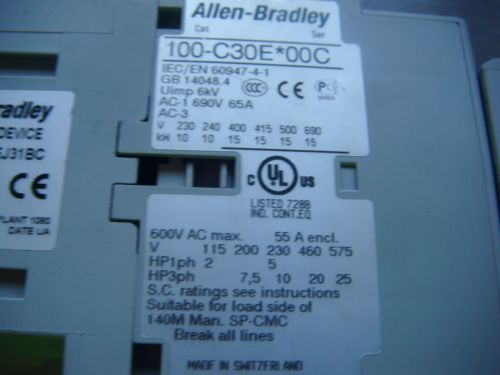 Allen-Bradley
Cat Ser
100-C30E*00C
IEC/EN 60947-4-1
GB 14048.4
Uimp 6kV
AC-1 690V 65A
AC-3
V 230 240 400 415 500 690
kW 10 10 15 15 15 15
CCC CE
C UL US
LISTED 728B
IND. CONT.EQ.
600V AC max. 55 A encl.
V 115 200 230 460 575
HP1ph 2 5
HP3ph 7,5 10 20 25
S.C. ratings see instructions
Suitable for load side of
140M Man. SP-CMC
Break all lines
MADE IN SWITZERLAND
radley
DEVICE
J31BC
PLANT 1080
DATE UA